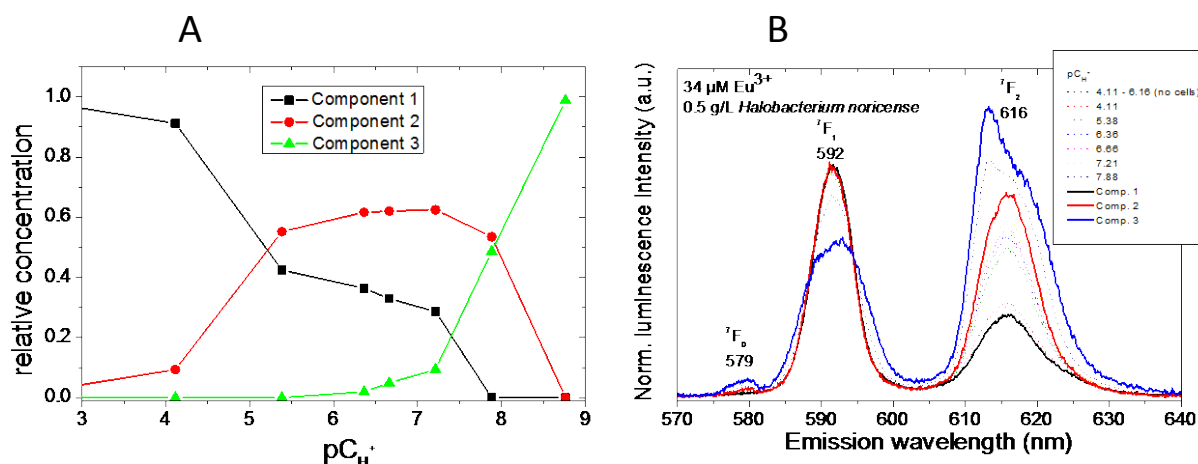 A
B
1.0
0.8
0.6
0.4
0.2
0.0
relative concentration
3 4 5 6 7 8 9
pC_H+
Component 1
Component 2
Component 3
Norm. luminescence Intensity (a.u.)
34 µM Eu³⁺
0.5 g/L Halobacterium noricense
⁷F₀
579
⁷F₁
592
⁷F₂
616
pC_H+
4.11 - 6.16 (no cells)
4.11
5.38
6.36
6.66
7.21
7.88
Comp. 1
Comp. 2
Comp. 3
570 580 590 600 610 620 630 640
Emission wavelength (nm)